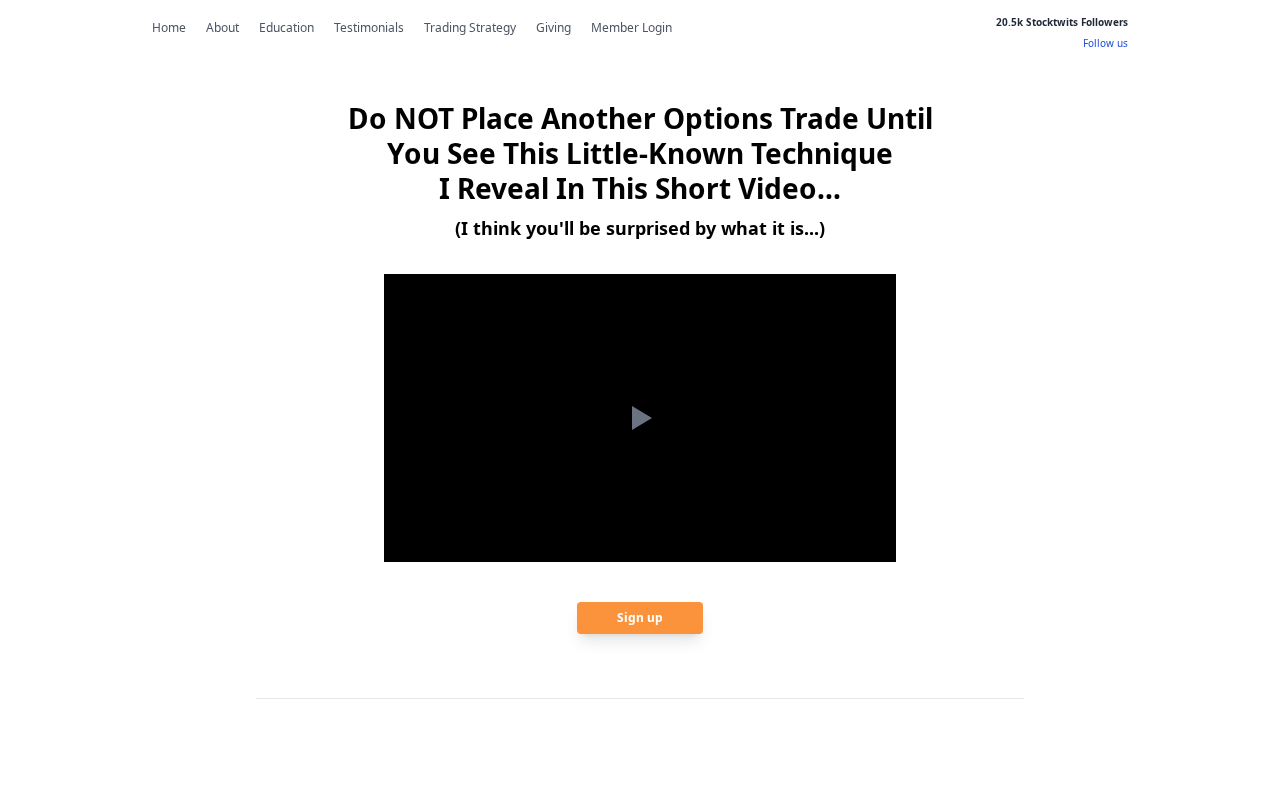 Home About Education Testimonials Trading Strategy Giving Member Login
20.5k Stocktwits Followers
Follow us
Do NOT Place Another Options Trade Until
You See This Little-Known Technique
I Reveal In This Short Video...
(I think you'll be surprised by what it is...)
Sign up